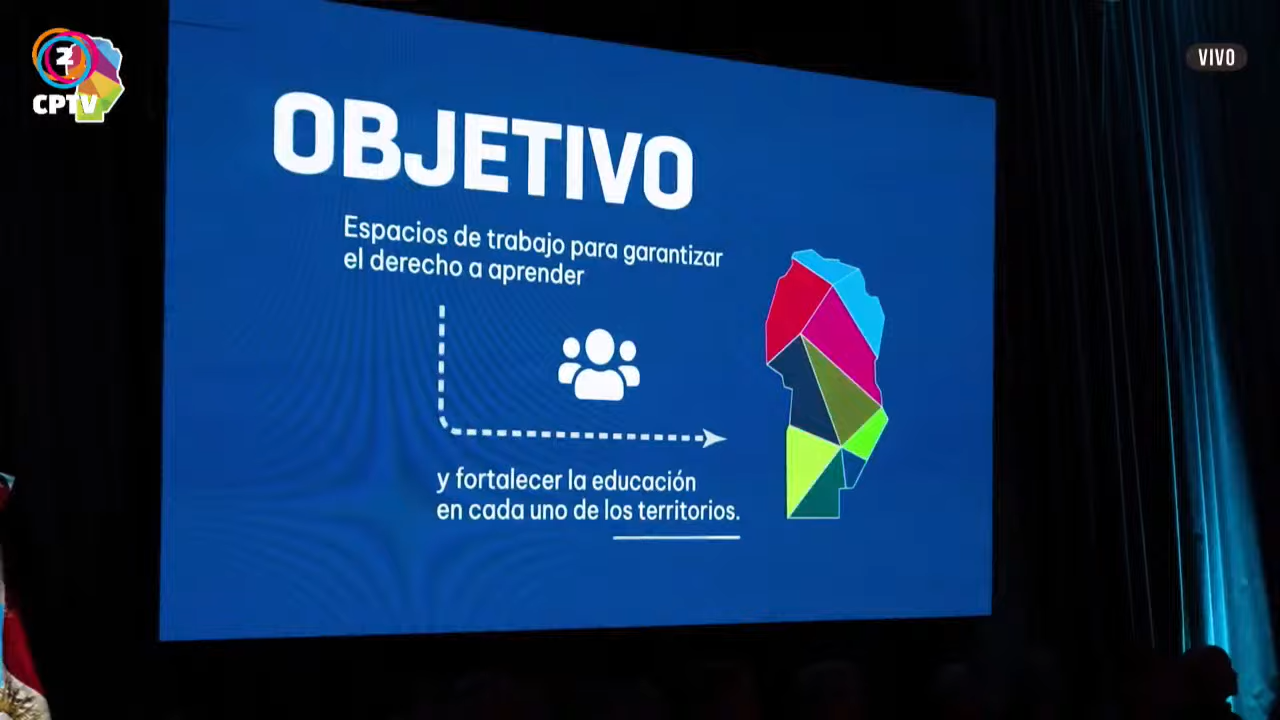 2
CPTV
VIVO
OBJETIVO
Espacios de trabajo para garantizar
el derecho a aprender
y fortalecer la educación
en cada uno de los territorios.